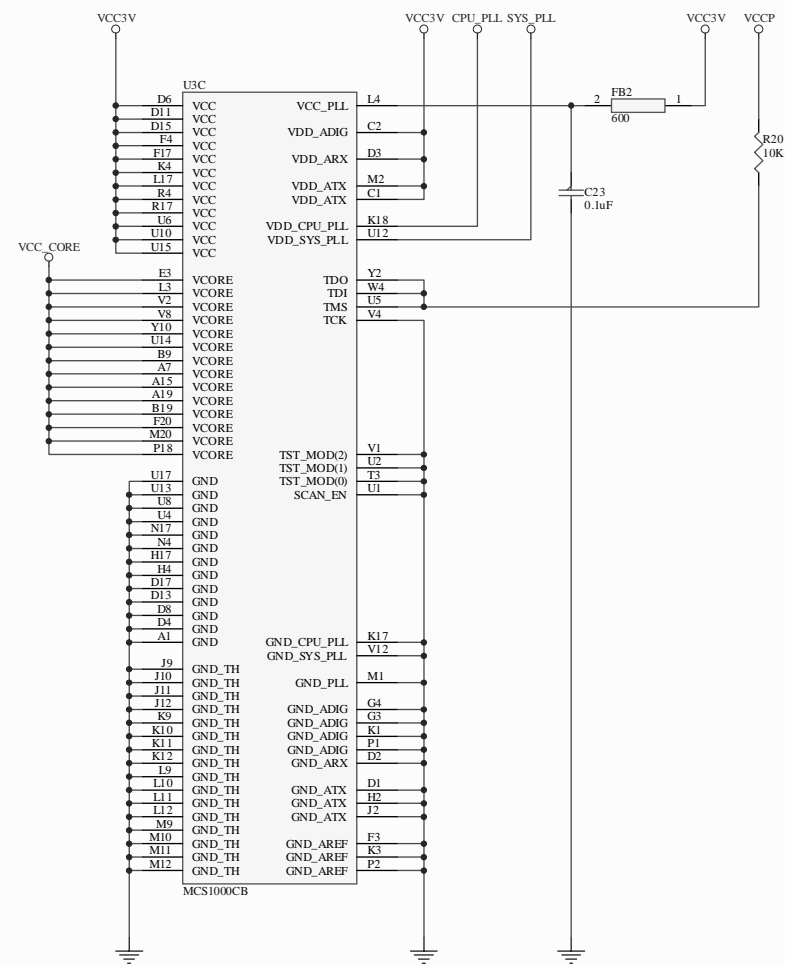 VCC3V VCC3V CPU_PLL SYS_PLL VCC3V VCCP
U3C
D6 VCC VCC_PLL L4 2 FB2 1
600
D11 VCC
D15 VCC VDD_ADIG C2
F4 VCC
F17 VCC VDD_ARX D3
R20
10K
K4 VCC
L17 VCC VDD_ATX M2
R4 VCC VDD_ATX C1
C23
0.1uF
R17 VCC
U6 VCC VDD_CPU_PLL K18
U10 VCC VDD_SYS_PLL U12
U15 VCC
VCC_CORE
E3 VCORE TDO Y2
L3 VCORE TDI W4
V2 VCORE TMS U5
V8 VCORE TCK V4
Y10 VCORE
U14 VCORE
B9 VCORE
A7 VCORE
A15 VCORE
A19 VCORE
B19 VCORE
F20 VCORE
M20 VCORE
P18 VCORE TST_MOD(2) V1
TST_MOD(1) U2
U17 GND TST_MOD(0) T3
U13 GND SCAN_EN U1
U8 GND
U4 GND
N17 GND
N4 GND
H17 GND
H4 GND
D17 GND
D13 GND
D8 GND
D4 GND
A1 GND GND_CPU_PLL K17
GND_SYS_PLL V12
J9 GND_TH
J10 GND_TH GND_PLL M1
J11 GND_TH
J12 GND_TH GND_ADIG G4
K9 GND_TH GND_ADIG G3
K10 GND_TH GND_ADIG K1
K11 GND_TH GND_ADIG P1
K12 GND_TH GND_ARX D2
L9 GND_TH
L10 GND_TH GND_ATX D1
L11 GND_TH GND_ATX H2
L12 GND_TH GND_ATX J2
M9 GND_TH
M10 GND_TH GND_AREF F3
M11 GND_TH GND_AREF K3
M12 GND_TH GND_AREF P2
MCS1000CB